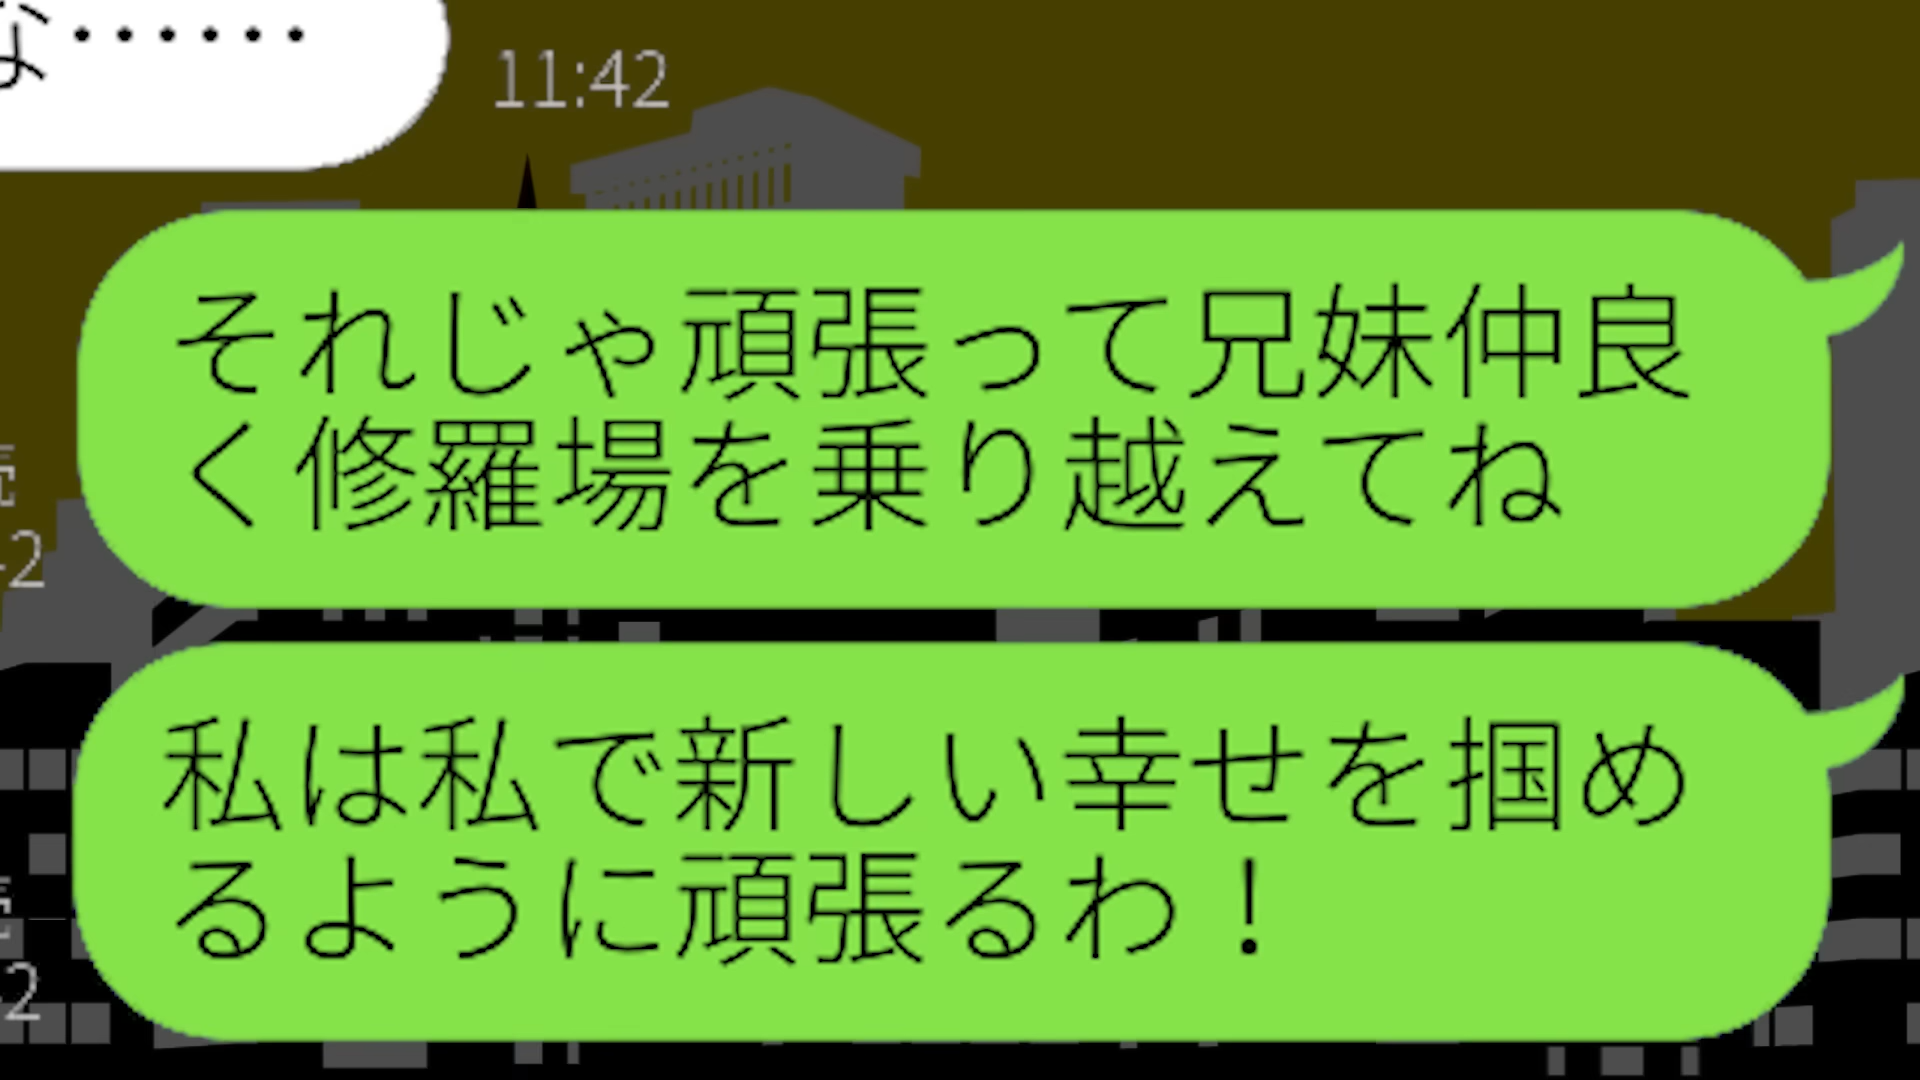 な……
11:42
それじゃ頑張って兄妹仲良
く修羅場を乗り越えてね
私は私で新しい幸せを掴め
るように頑張るわ！